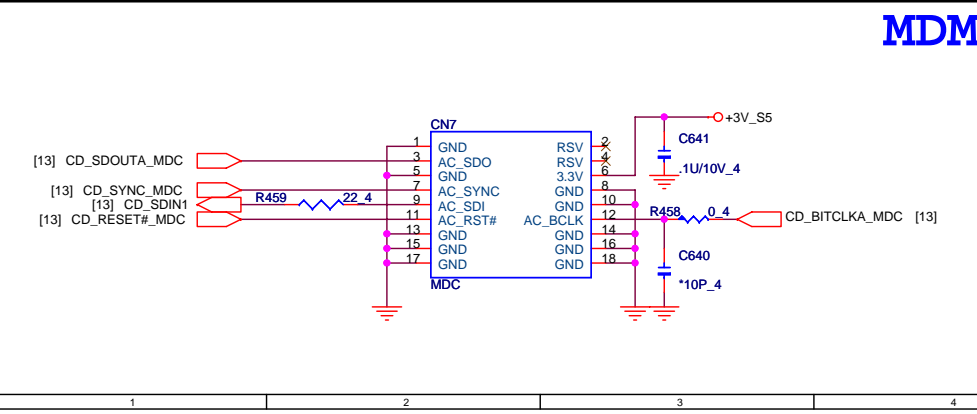 MDM
+3V_S5
CN7
C641
.1U/10V_4
1 GND RSV 2
[13] CD_SDOUTA_MDC 3 AC_SDO RSV 4
5 GND 3.3V 6
[13] CD_SYNC_MDC 7 AC_SYNC GND 8
[13] CD_SDIN1 R459 22_4 9 AC_SDI GND 10
[13] CD_RESET#_MDC 11 AC_RST# AC_BCLK 12 R458 0_4 CD_BITCLKA_MDC [13]
13 GND GND 14
15 GND GND 16
17 GND GND 18
C640
*10P_4
MDC
1 2 3 4